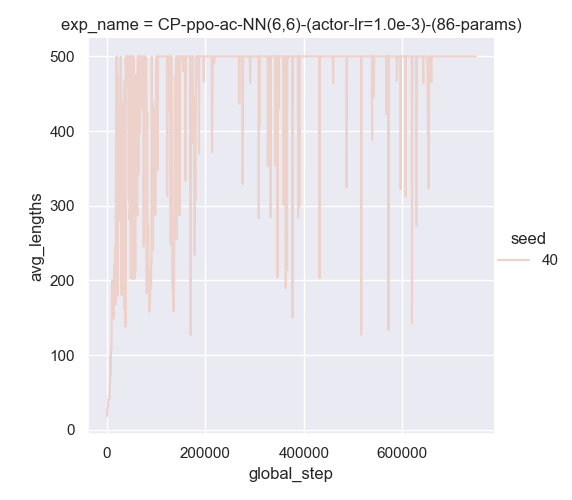 exp_name = CP-ppo-ac-NN(6,6)-(actor-lr=1.0e-3)-(86-params)
500
400
300
200
100
0
avg_lengths
0 200000 400000 600000
global_step
seed
40